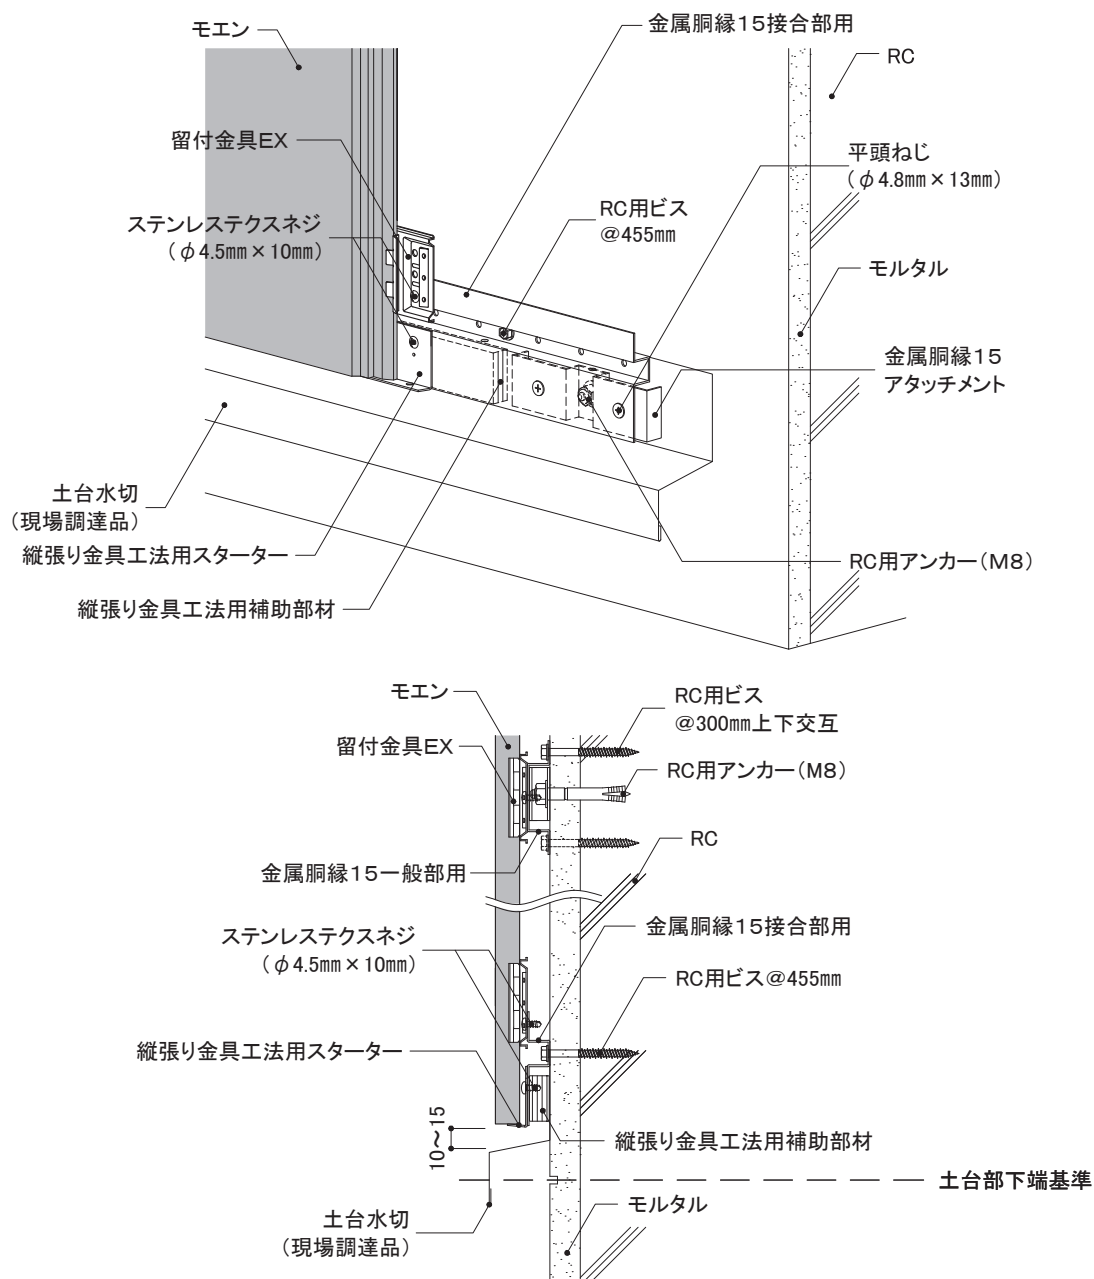 モエン
金属胴縁15接合部用
RC
留付金具EX
平頭ねじ
(φ4.8mm×13mm)
ステンレステクスネジ
(φ4.5mm×10mm)
RC用ビス
@455mm
モルタル
金属胴縁15
アタッチメント
土台水切
(現場調達品)
縦張り金具工法用スターター
RC用アンカー(M8)
縦張り金具工法用補助部材
モエン
RC用ビス
@300mm上下交互
留付金具EX
RC用アンカー(M8)
RC
金属胴縁15一般部用
金属胴縁15接合部用
ステンレステクスネジ
(φ4.5mm×10mm)
RC用ビス@455mm
縦張り金具工法用スターター
10~15
縦張り金具工法用補助部材
土台部下端基準
モルタル
土台水切
(現場調達品)